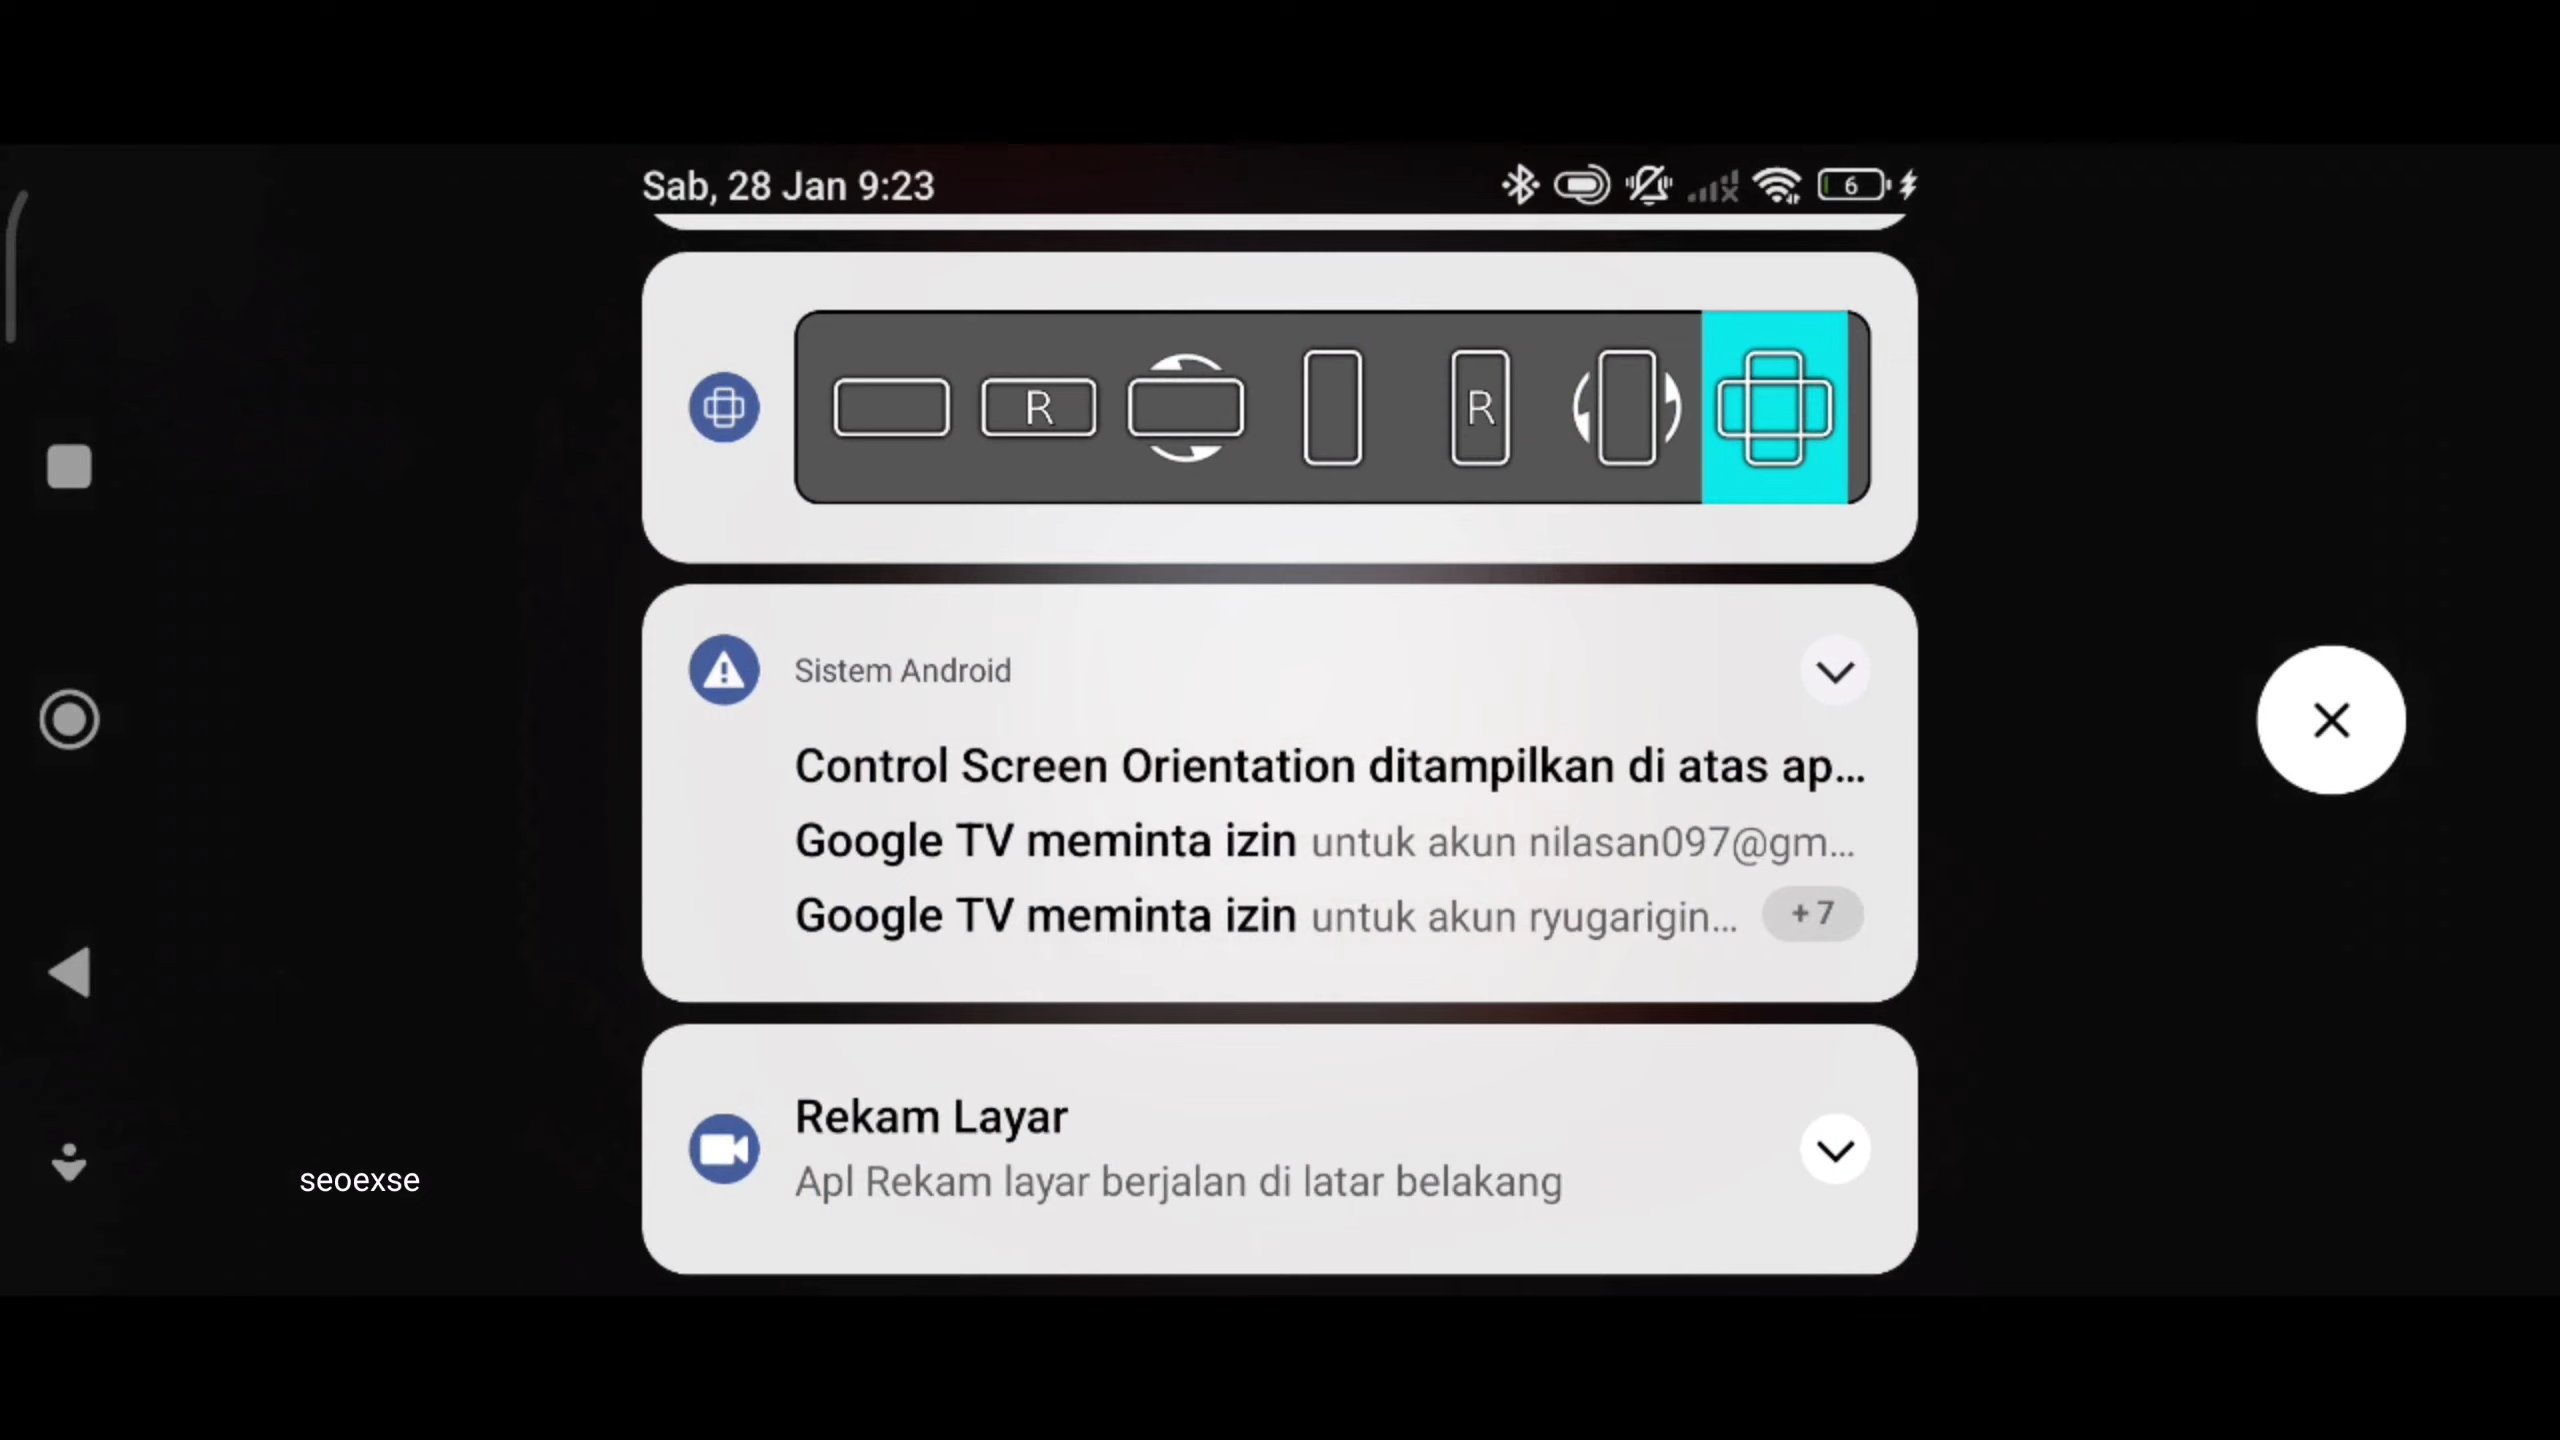 Sab, 28 Jan 9:23
6
R
R
Sistem Android
Control Screen Orientation ditampilkan di atas ap...
Google TV meminta izin untuk akun nilasan097@gm...
Google TV meminta izin untuk akun ryugarigin...
+7
Rekam Layar
Apl Rekam layar berjalan di latar belakang
seoexse